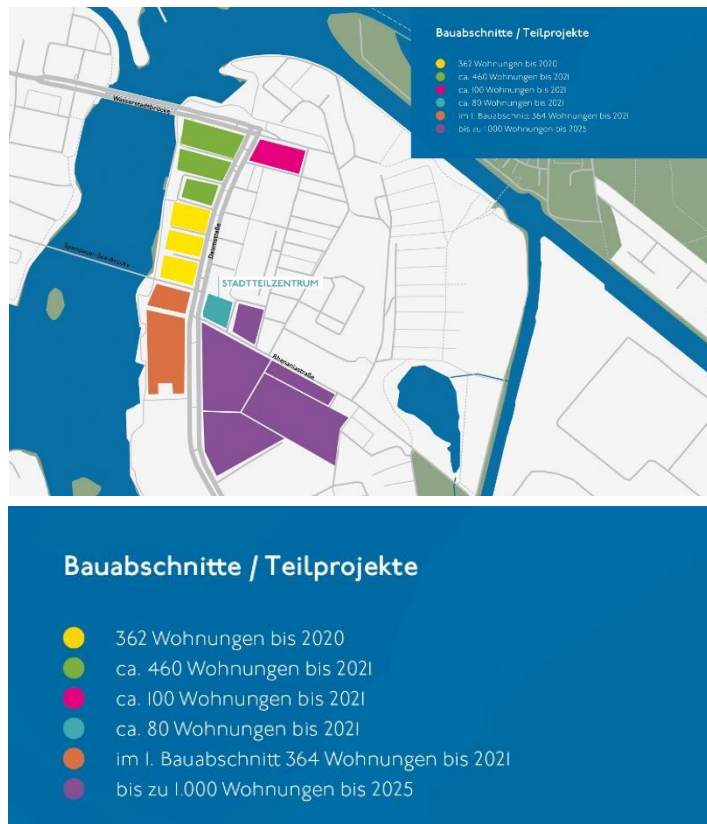 Bauabschnitte / Teilprojekte
362 Wohnungen bis 2020
ca. 460 Wohnungen bis 2021
ca. 100 Wohnungen bis 2021
ca. 80 Wohnungen bis 2021
im 1. Bauabschnitt 364 Wohnungen bis 2021
bis zu 1.000 Wohnungen bis 2025
Wasserstadtbrücke
Daumstraße
Spandauer-See-Brücke
STADTTEILZENTRUM
Rhenaniastraße
Bauabschnitte / Teilprojekte
362 Wohnungen bis 2020
ca. 460 Wohnungen bis 2021
ca. 100 Wohnungen bis 2021
ca. 80 Wohnungen bis 2021
im 1. Bauabschnitt 364 Wohnungen bis 2021
bis zu 1.000 Wohnungen bis 2025